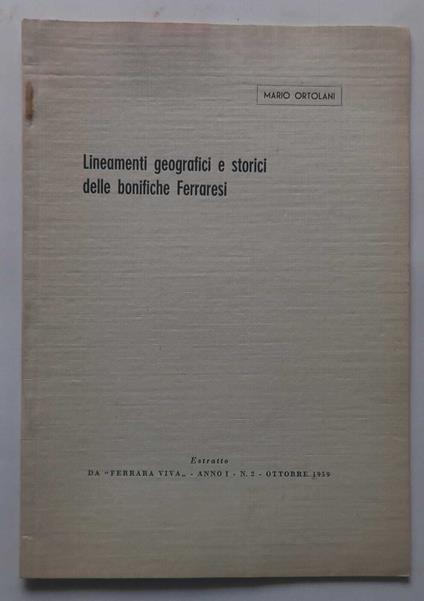 MARIO ORTOLANI
Lineamenti geografici e storici
delle bonifiche Ferraresi
Estratto
DA "FERRARA VIVA„ - ANNO I - N. 2 - OTTOBRE 1959